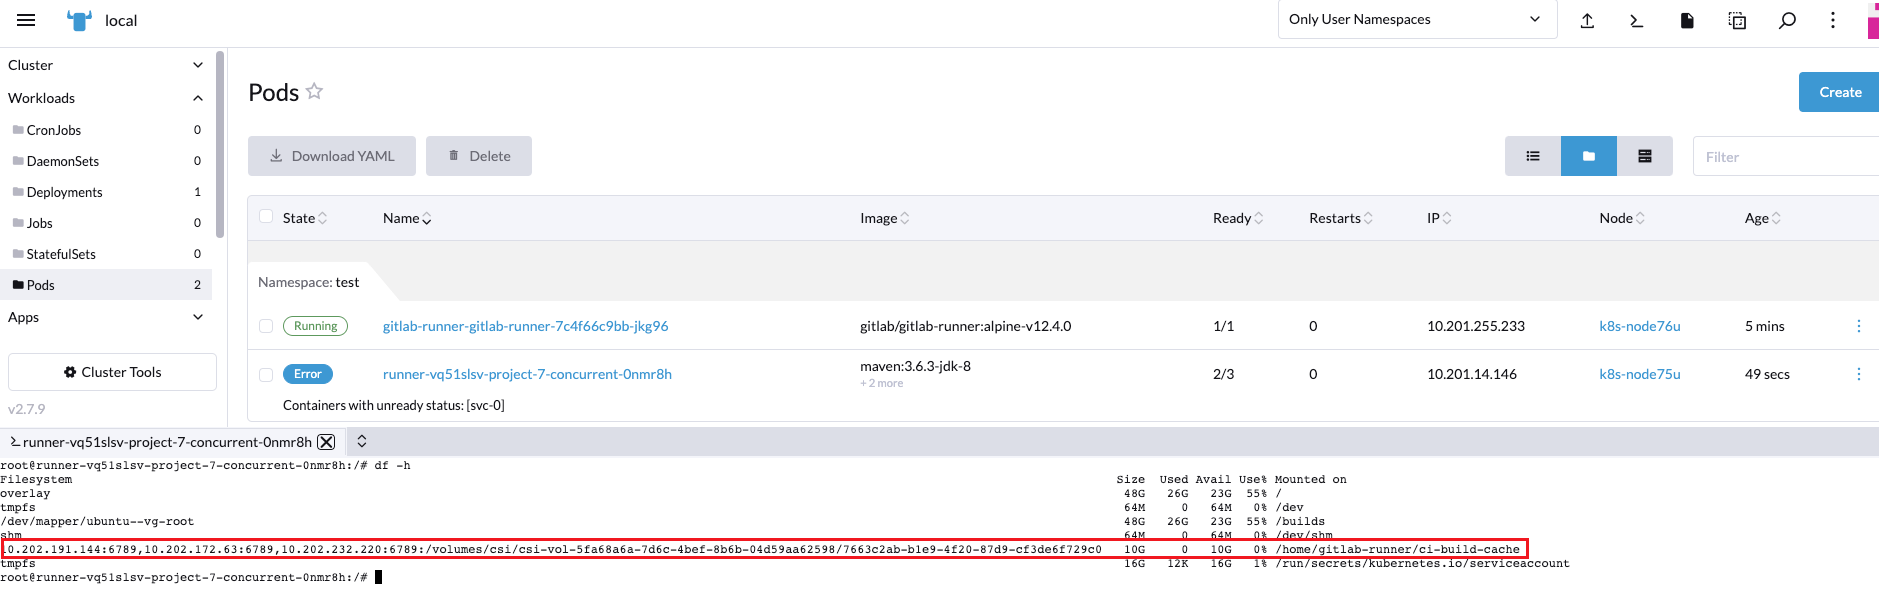 local
Only User Namespaces
Cluster
Workloads
CronJobs 0
DaemonSets 0
Deployments 1
Jobs 0
StatefulSets 0
Pods 2
Apps
Cluster Tools
v2.7.9
Pods
Create
Download YAML
Delete
Filter
State Name Image Ready Restarts IP Node Age
Namespace: test
Running gitlab-runner-gitlab-runner-7c4f66c9bb-jkg96 gitlab/gitlab-runner:alpine-v12.4.0 1/1 0 10.201.255.233 k8s-node76u 5 mins
Error runner-vq51slsv-project-7-concurrent-0nmr8h maven:3.6.3-jdk-8 2/3 0 10.201.14.146 k8s-node75u 49 secs
+ 2 more
Containers with unready status: [svc-0]
runner-vq51slsv-project-7-concurrent-0nmr8h
root@runner-vq51slsv-project-7-concurrent-0nmr8h:/# df -h
Filesystem Size Used Avail Use% Mounted on
overlay 48G 26G 23G 55% /
tmpfs 64M 0 64M 0% /dev
/dev/mapper/ubuntu--vg-root 48G 26G 23G 55% /builds
shm 64M 0 64M 0% /dev/shm
10.202.191.144:6789,10.202.172.63:6789,10.202.232.220:6789:/volumes/csi/csi-vol-5fa68a6a-7d6c-4bef-8b6b-04d59aa62598/7663c2ab-b1e9-4f20-87d9-cf3de6f729c0 10G 0 10G 0% /home/gitlab-runner/ci-build-cache
tmpfs 16G 12K 16G 1% /run/secrets/kubernetes.io/serviceaccount
root@runner-vq51slsv-project-7-concurrent-0nmr8h:/#